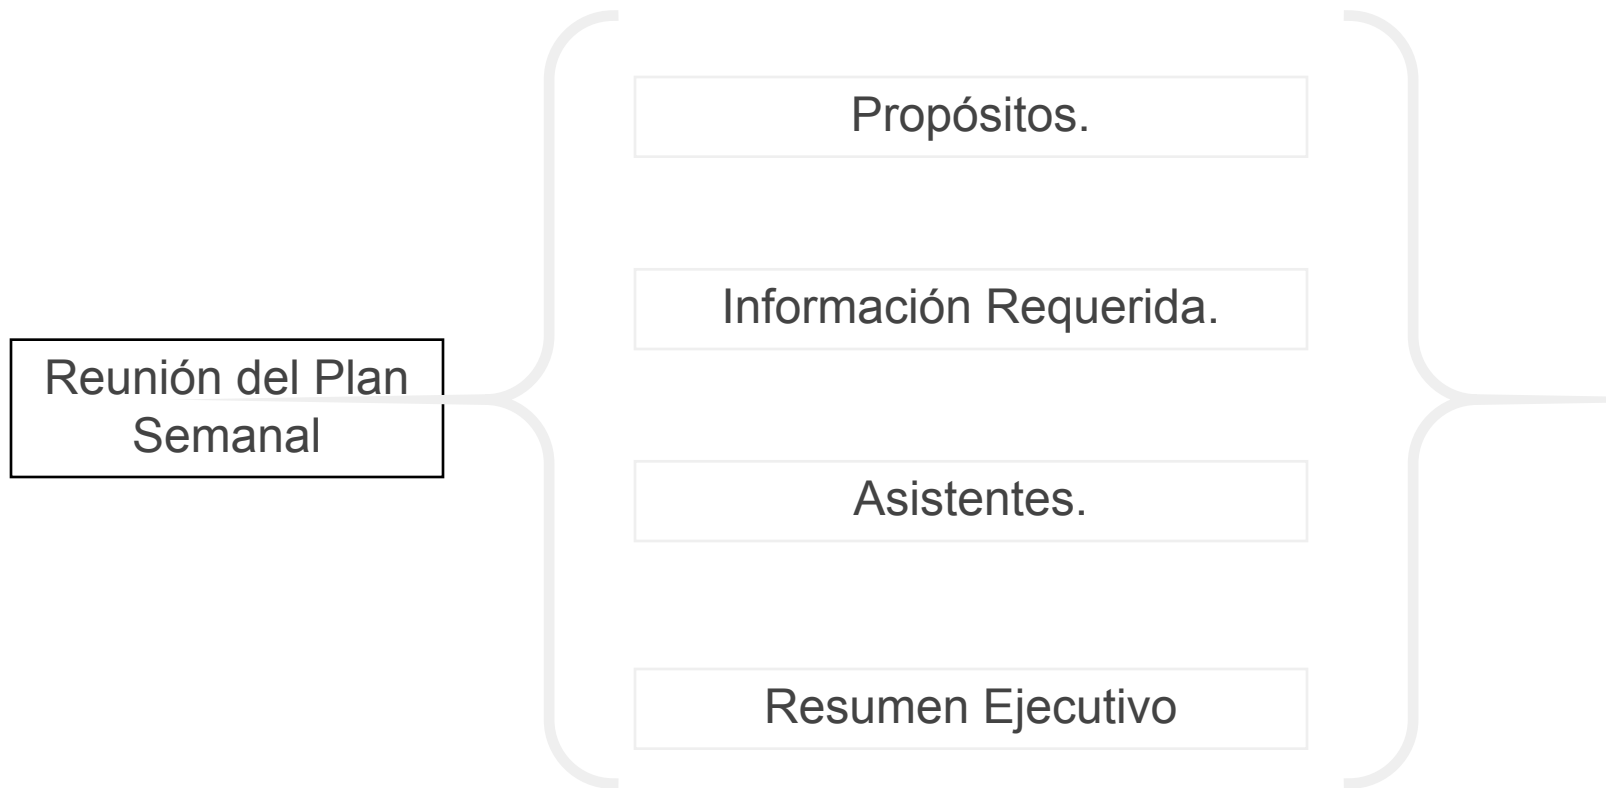 Propósitos.
Información Requerida.
Reunión del Plan
Semanal
Asistentes.
Resumen Ejecutivo